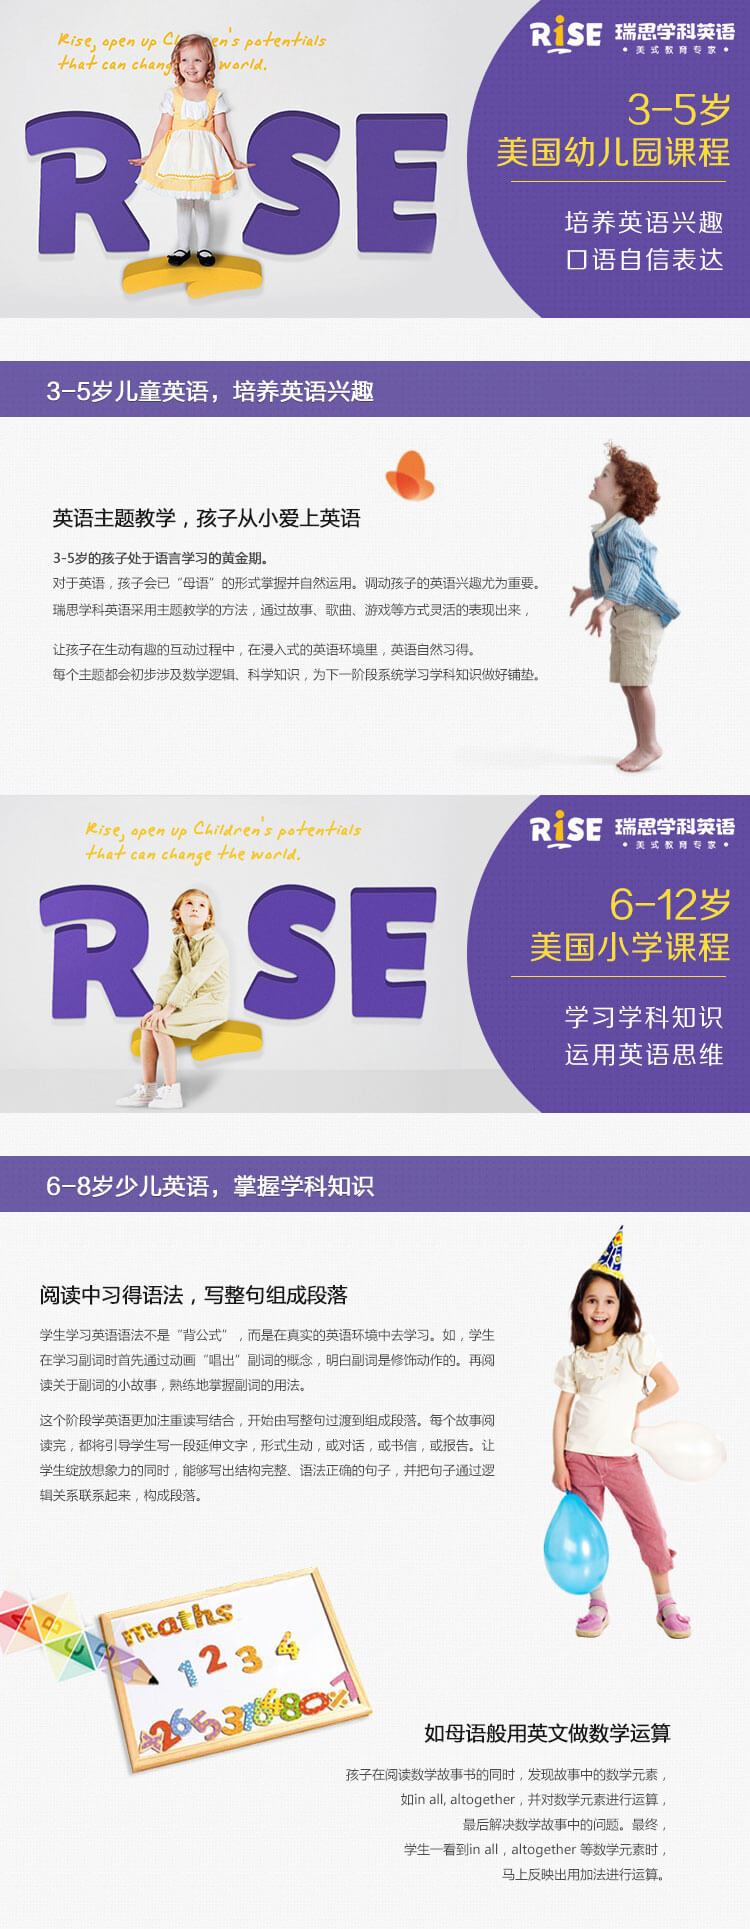 Rise, open up Children's potentials
that can change the world.
RISE
RiSE 瑞思学科英语
•美式教育专家•
3-5岁
美国幼儿园课程
培养英语兴趣
口语自信表达
3-5岁儿童英语，培养英语兴趣
英语主题教学，孩子从小爱上英语
3-5岁的孩子处于语言学习的黄金期。
对于英语，孩子会已“母语”的形式掌握并自然运用。调动孩子的英语兴趣尤为重要。
瑞思学科英语采用主题教学的方法，通过故事、歌曲、游戏等方式灵活的表现出来，
让孩子在生动有趣的互动过程中，在浸入式的英语环境里，英语自然习得。
每个主题都会初步涉及数学逻辑、科学知识，为下一阶段系统学习学科知识做好铺垫。
Rise, open up Children's potentials
that can change the world.
RISE
RiSE 瑞思学科英语
•美式教育专家•
6-12岁
美国小学课程
学习学科知识
运用英语思维
6-8岁少儿英语，掌握学科知识
阅读中习得语法，写整句组成段落
学生学习英语语法不是“背公式”，而是在真实的英语环境中去学习。如，学生
在学习副词时首先通过动画“唱出”副词的概念，明白副词是修饰动作的。再阅
读关于副词的小故事，熟练地掌握副词的用法。
这个阶段学英语更加注重读写结合，开始由写整句过渡到组成段落。每个故事阅
读完，都将引导学生写一段延伸文字，形式生动，或对话，或书信，或报告。让
学生绽放想象力的同时，能够写出结构完整、语法正确的句子，并把句子通过逻
辑关系联系起来，构成段落。
A B C
maths
1 2 3 4
×265318480%7
如母语般用英文做数学运算
孩子在阅读数学故事书的同时，发现故事中的数学元素，
如in all, altogether，并对数学元素进行运算，
最后解决数学故事中的问题。最终，
学生一看到in all，altogether 等数学元素时，
马上反映出用加法进行运算。